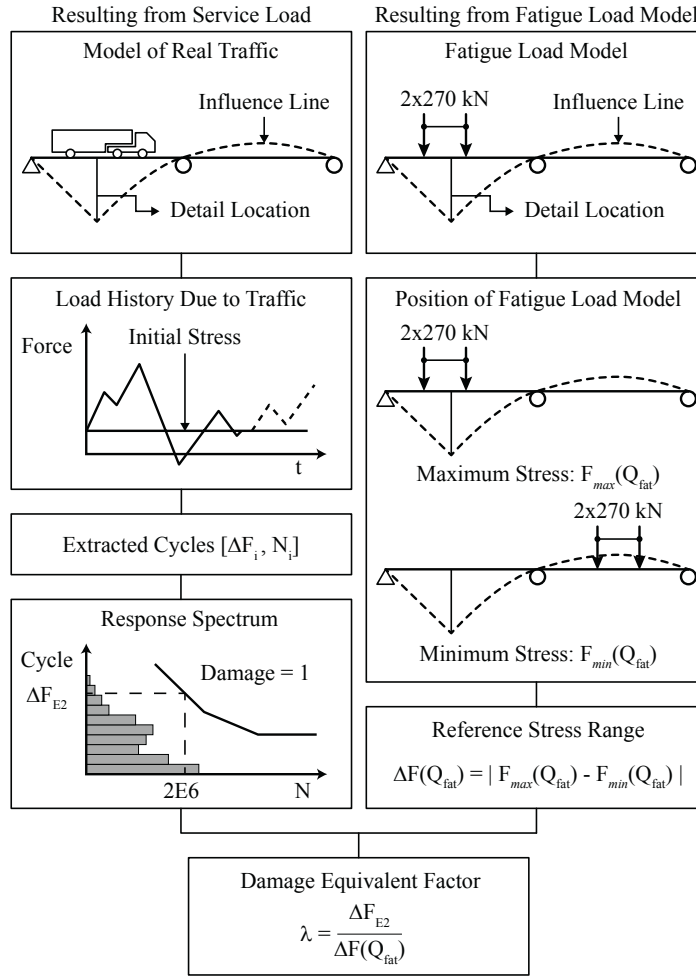 Resulting from Service Load
Model of Real Traffic
Influence Line
Detail Location
Load History Due to Traffic
Force
Initial Stress
t
Extracted Cycles [ΔF_i, N_i]
Response Spectrum
Cycle
Damage = 1
ΔF_E2
2E6
N
Resulting from Fatigue Load Model
Fatigue Load Model
2x270 kN
Influence Line
Detail Location
Position of Fatigue Load Model
2x270 kN
Maximum Stress: F_max(Q_fat)
2x270 kN
Minimum Stress: F_min(Q_fat)
Reference Stress Range
ΔF(Q_fat) = | F_max(Q_fat) - F_min(Q_fat) |
Damage Equivalent Factor
λ = ΔF_E2 / ΔF(Q_fat)